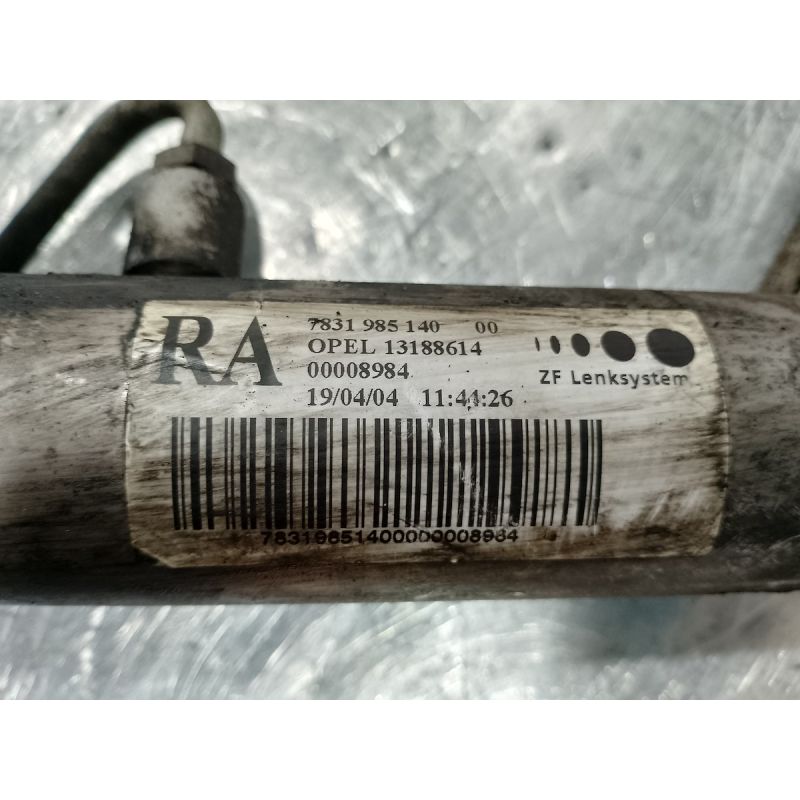 RA
7831 985 140 00
OPEL 13188614
00008984
19/04/04 11:44:26
ZF Lenksystem
78319851400000008984